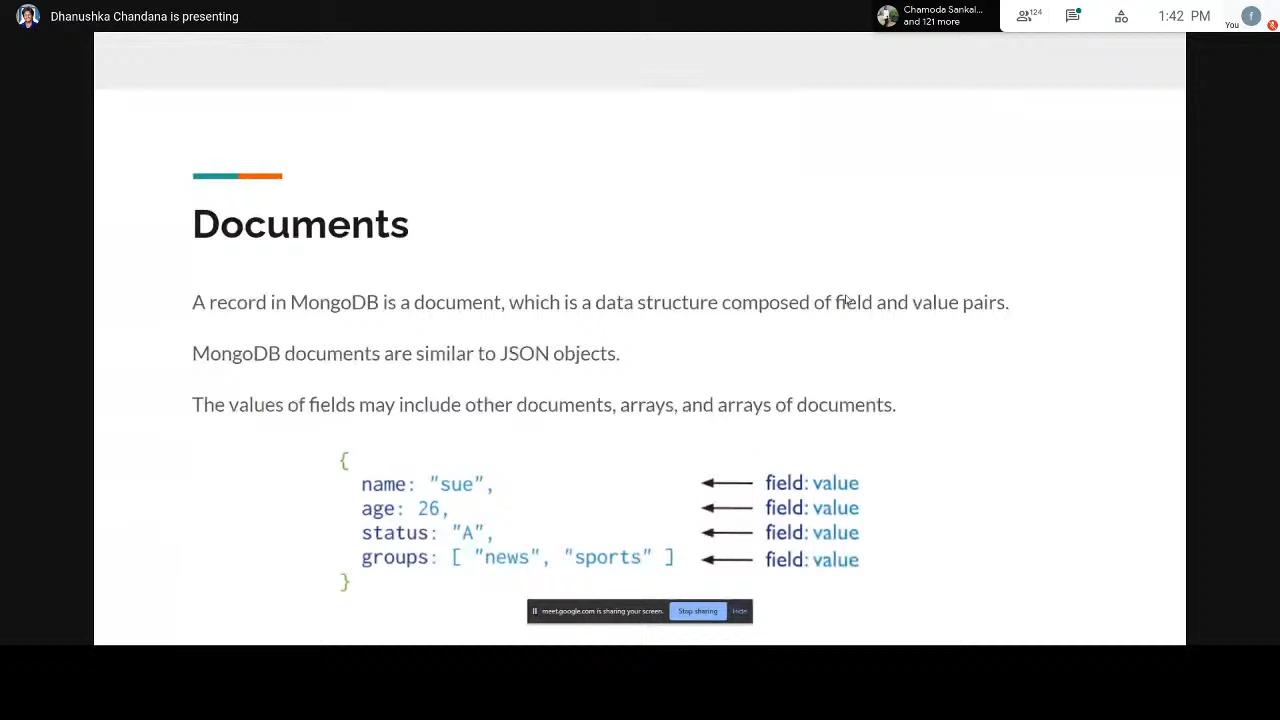 Dhanushka Chandana is presenting
Chamoda Sankal...
and 121 more
124
1:42 PM
You
f
Documents
A record in MongoDB is a document, which is a data structure composed of field and value pairs.
MongoDB documents are similar to JSON objects.
The values of fields may include other documents, arrays, and arrays of documents.
{
name: "sue", field: value
age: 26, field: value
status: "A", field: value
groups: [ "news", "sports" ] field: value
}
meet.google.com is sharing your screen. Stop sharing Hide